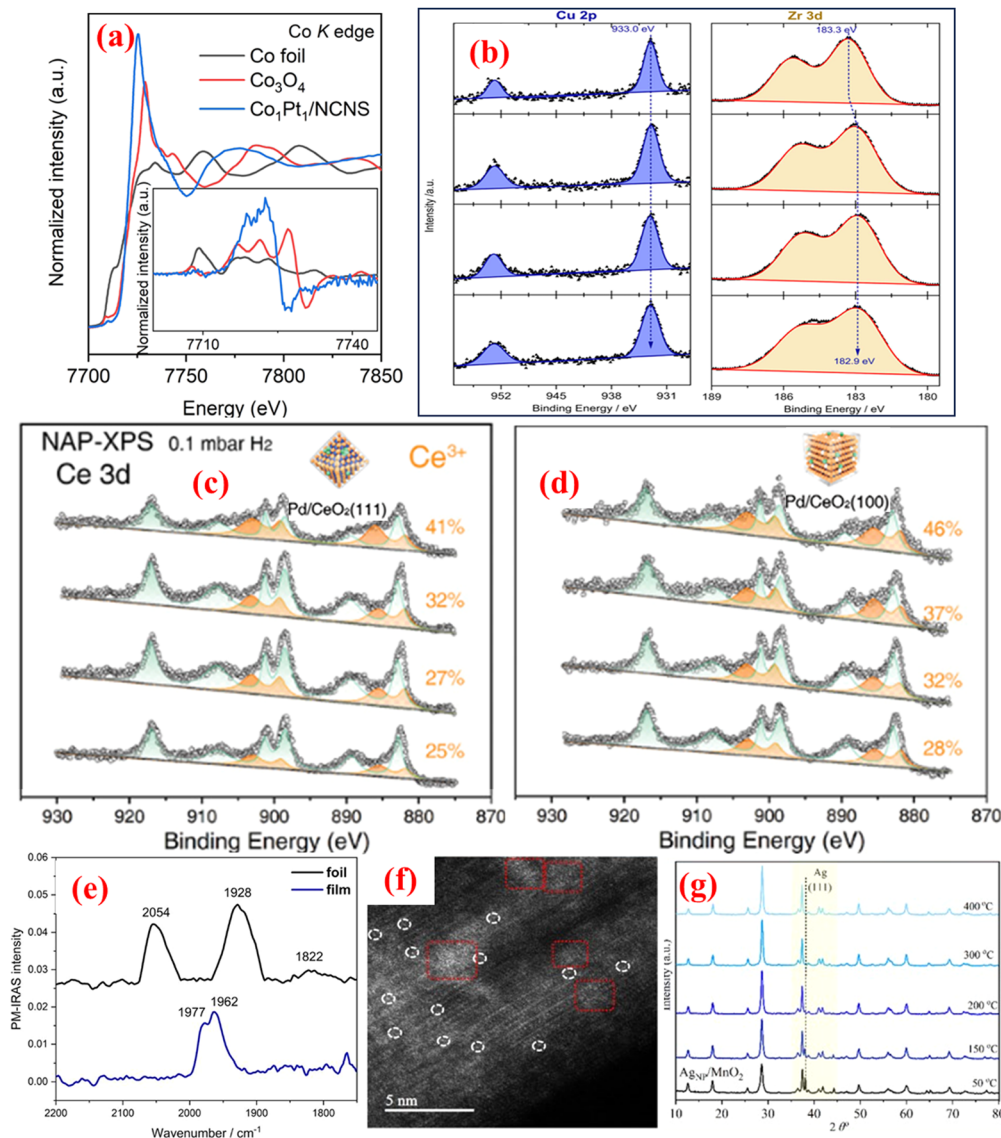 (a)
Co K edge
Co foil
Co₃O₄
Co₁Pt₁/NCNS
Normalized intensity (a.u.)
Normalized intensity (a.u.)
7710 7740
7700 7750 7800 7850
Energy (eV)
(b)
Cu 2p
Zr 3d
933.0 eV
183.3 eV
182.9 eV
Intensity /a.u.
952 945 938 931
189 186 183 180
Binding Energy / eV
Binding Energy / eV
NAP-XPS 0.1 mbar H₂
Ce 3d
(c)
Ce³⁺
Pd/CeO₂(111)
41%
32%
27%
25%
930 920 910 900 890 880 870
Binding Energy (eV)
(d)
Pd/CeO₂(100)
46%
37%
32%
28%
920 910 900 890 880 870
Binding Energy (eV)
(e)
foil
film
2054
1928
1822
1977
1962
PM-IRAS intensity
0.06
0.05
0.04
0.03
0.02
0.01
0.00
2200 2100 2000 1900 1800
Wavenumber / cm⁻¹
(f)
5 nm
(g)
Ag
(111)
400 °C
300 °C
200 °C
150 °C
50 °C
Ag_NP/MnO₂
Intensity (a.u.)
10 20 30 40 50 60 70 80
2 θ°